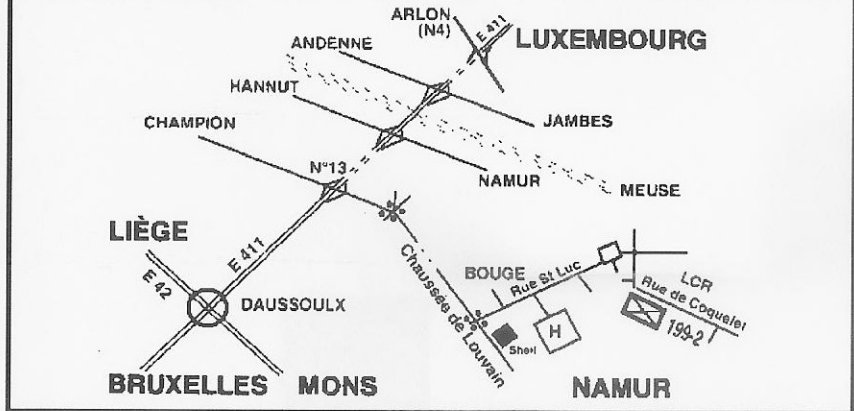 ARLON
(N4)
E 411
LUXEMBOURG
ANDENNE
HANNUT
JAMBES
CHAMPION
N°13
NAMUR
MEUSE
LIÈGE
E 411
E 42
Chaussée de Louvain
BOUGE
Rue St Luc
LCR
Rue de Coquelet
DAUSSOULX
199-2
H
Shell
BRUXELLES
MONS
NAMUR